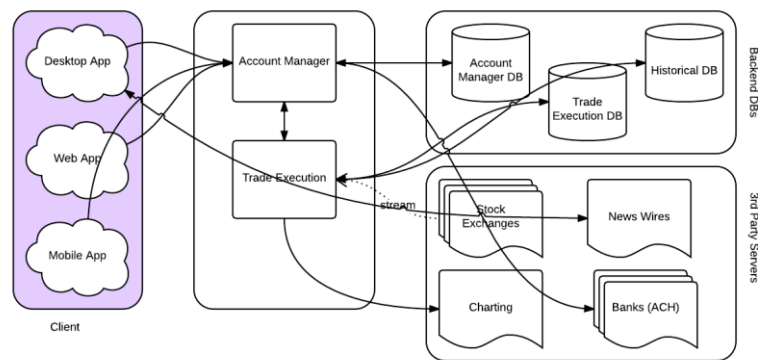 Desktop App
Web App
Mobile App
Client
Account Manager
Trade Execution
Account
Manager DB
Trade
Execution DB
Historical DB
Backend DBs
stream
Stock
Exchanges
News Wires
Charting
Banks (ACH)
3rd Party Servers